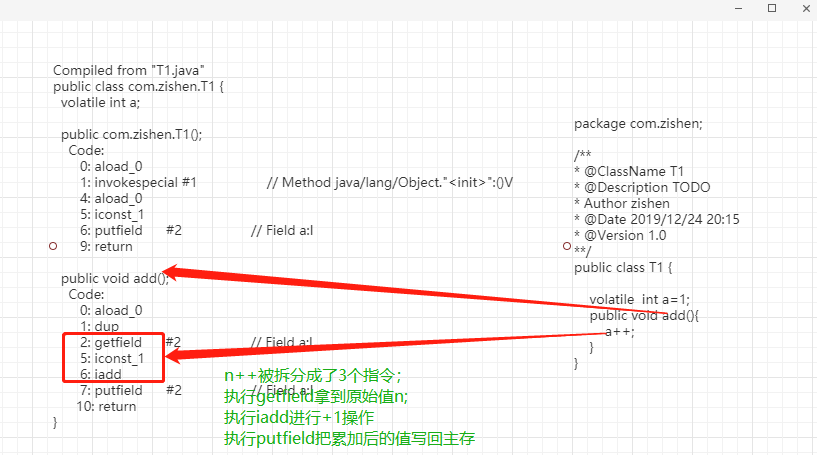 Compiled from "T1.java"
public class com.zishen.T1 {
volatile int a;
public com.zishen.T1();
Code:
0: aload_0
1: invokespecial #1 // Method java/lang/Object."<init>":()V
4: aload_0
5: iconst_1
6: putfield #2 // Field a:I
9: return
public void add();
Code:
0: aload_0
1: dup
2: getfield #2 // Field a:I
5: iconst_1
6: iadd
7: putfield #2 // Field a:I
10: return
}
n++被拆分成了3个指令;
执行getfield拿到原始值n;
执行iadd进行+1操作
执行putfield把累加后的值写回主存
package com.zishen;
/**
* @ClassName T1
* @Description TODO
* Author zishen
* @Date 2019/12/24 20:15
* @Version 1.0
**/
public class T1 {
volatile int a=1;
public void add(){
a++;
}
}